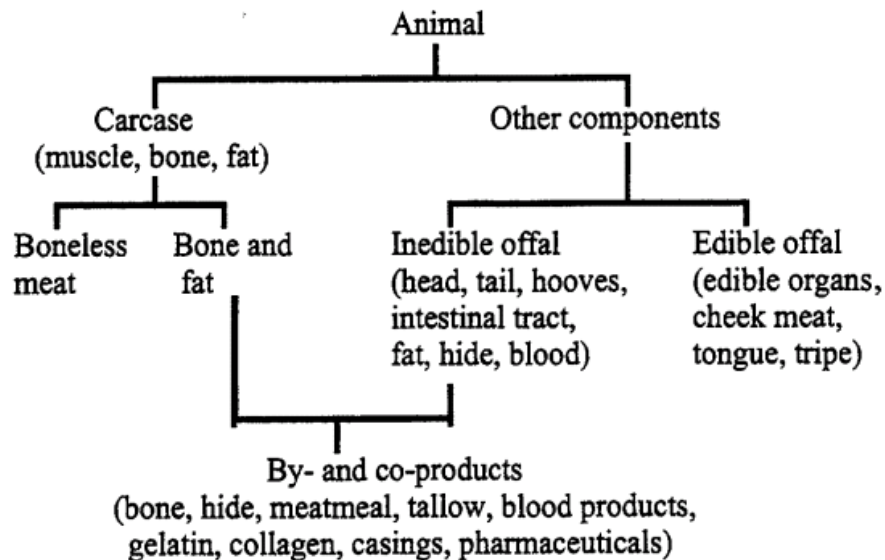 Animal
Carcase
(muscle, bone, fat)
Other components
Boneless
meat
Bone and
fat
Inedible offal
(head, tail, hooves,
intestinal tract,
fat, hide, blood)
Edible offal
(edible organs,
cheek meat,
tongue, tripe)
By- and co-products
(bone, hide, meatmeal, tallow, blood products,
gelatin, collagen, casings, pharmaceuticals)